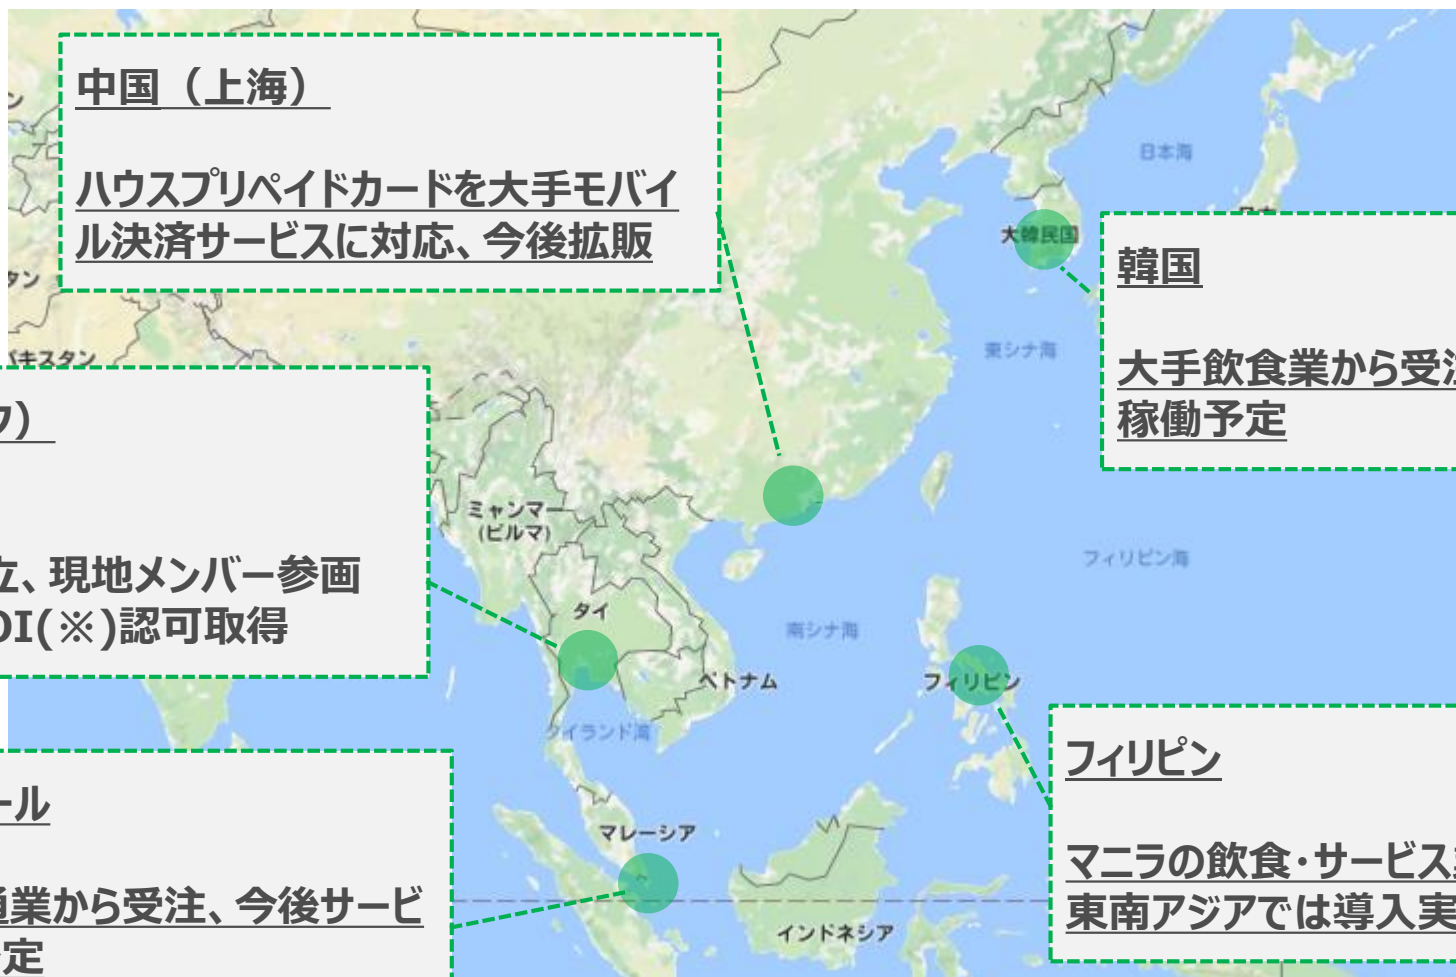 中国（上海）
ハウスプリペイドカードを大手モバイ
ル決済サービスに対応、今後拡販
日本海
大韓民国
韓国
大手飲食業から受注
稼働予定
東シナ海
キスタン
タン
ク）
立、現地メンバー参画
OI(※)認可取得
ミャンマー
(ビルマ)
タイ
南シナ海
フィリピン海
ベトナム
フィリピン
タイランド湾
フィリピン
マニラの飲食・サービス
東南アジアでは導入実
ール
業から受注、今後サービ
定
マレーシア
インドネシア